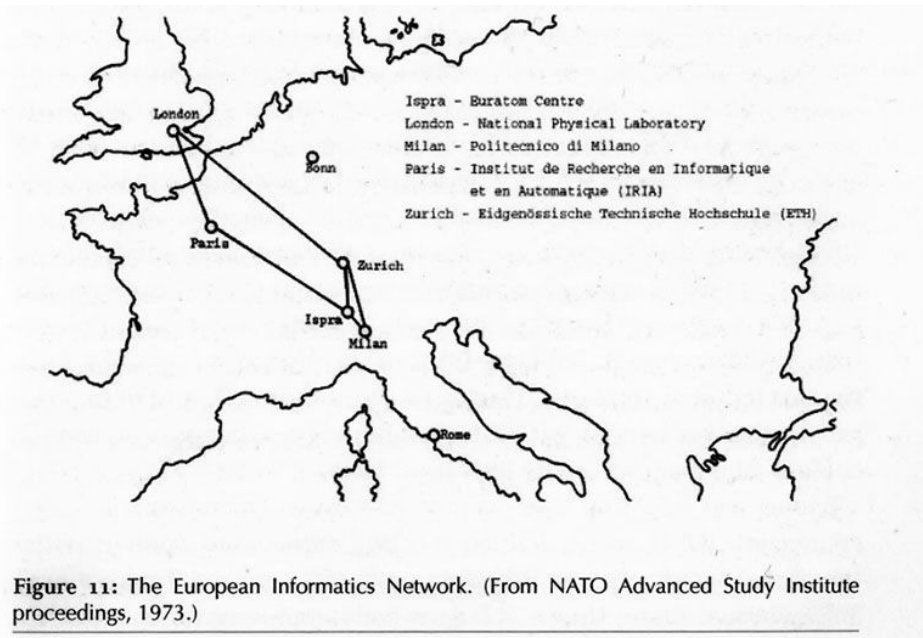 London
Bonn
Paris
Zurich
Ispra
Milan
Rome
Ispra - Euratom Centre
London - National Physical Laboratory
Milan - Politecnico di Milano
Paris - Institut de Recherche en Informatique
et en Automatique (IRIA)
Zurich - Eidgenössische Technische Hochschule (ETH)
Figure 11: The European Informatics Network. (From NATO Advanced Study Institute
proceedings, 1973.)